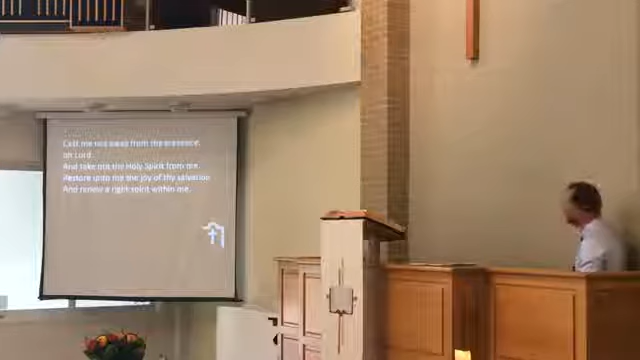 Cast me not away from thy presence,
oh Lord
And take not thy Holy Spirit from me.
Restore unto me the joy of thy salvation
And renew a right spirit within me.